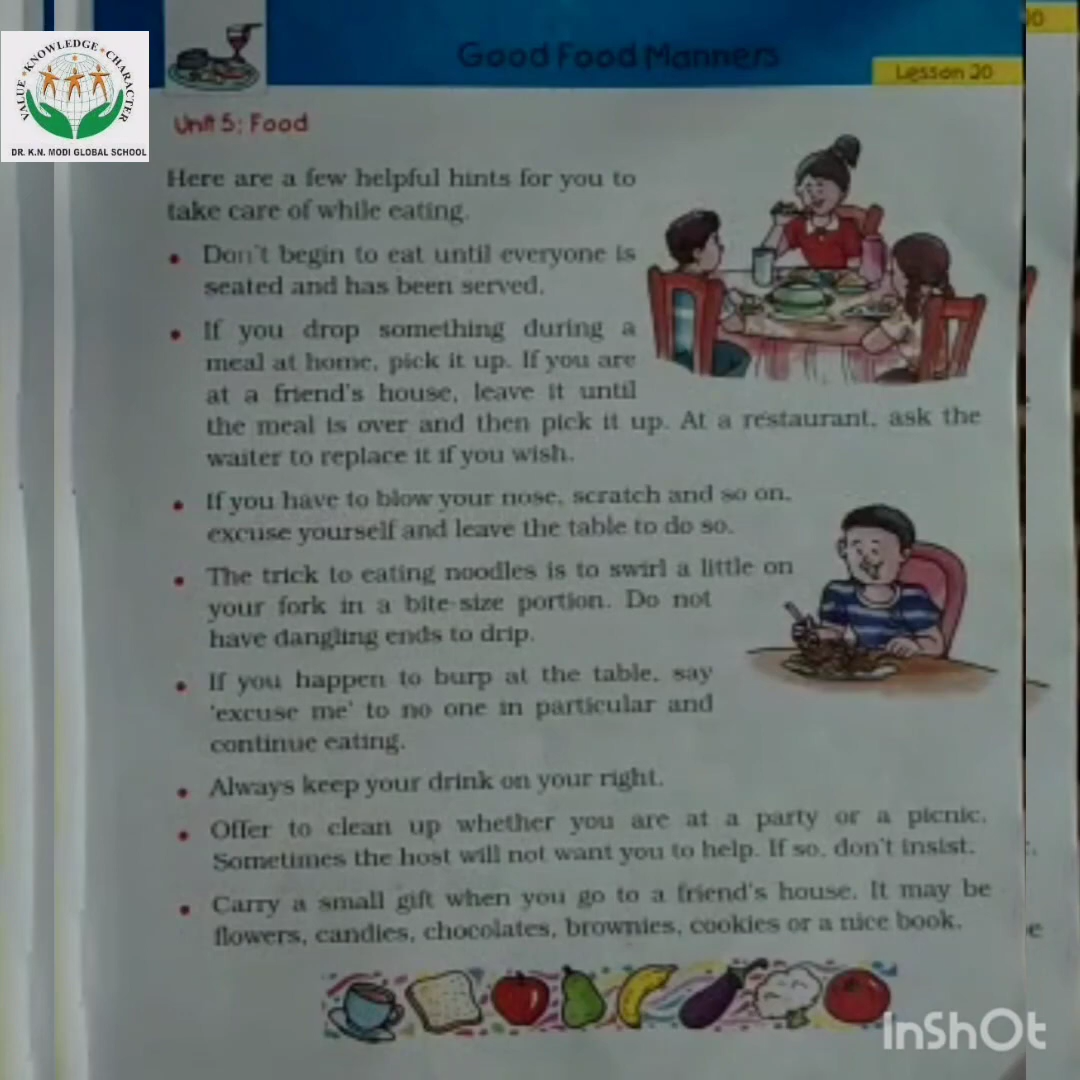 VALUE • KNOWLEDGE • CHARACTER
DR. K.N. MODI GLOBAL SCHOOL
Good Food Manners
Lesson 20
Unit 5: Food
Here are a few helpful hints for you to
take care of while eating.
• Don't begin to eat until everyone is
seated and has been served.
• If you drop something during a
meal at home, pick it up. If you are
at a friend's house, leave it until
the meal is over and then pick it up. At a restaurant, ask the
waiter to replace it if you wish.
• If you have to blow your nose, scratch and so on,
excuse yourself and leave the table to do so.
• The trick to eating noodles is to swirl a little on
your fork in a bite-size portion. Do not
have dangling ends to drip.
• If you happen to burp at the table, say
'excuse me' to no one in particular and
continue eating.
• Always keep your drink on your right.
• Offer to clean up whether you are at a party or a picnic.
Sometimes the host will not want you to help. If so, don't insist.
• Carry a small gift when you go to a friend's house. It may be
flowers, candies, chocolates, brownies, cookies or a nice book.
InShOt